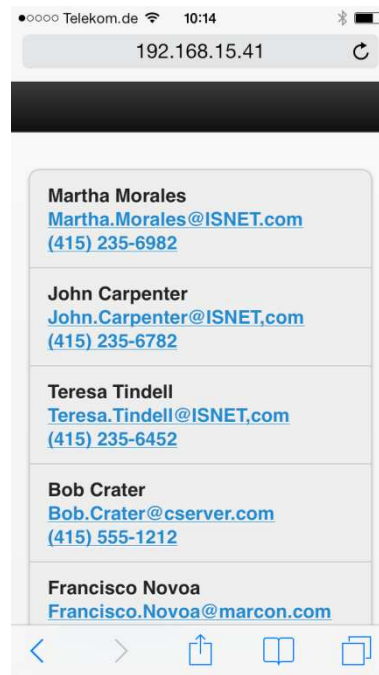 Telekom.de 10:14
192.168.15.41
Martha Morales
Martha.Morales@ISNET.com
(415) 235-6982
John Carpenter
John.Carpenter@ISNET,com
(415) 235-6782
Teresa Tindell
Teresa.Tindell@ISNET,com
(415) 235-6452
Bob Crater
Bob.Crater@cserver.com
(415) 555-1212
Francisco Novoa
Francisco.Novoa@marcon.com